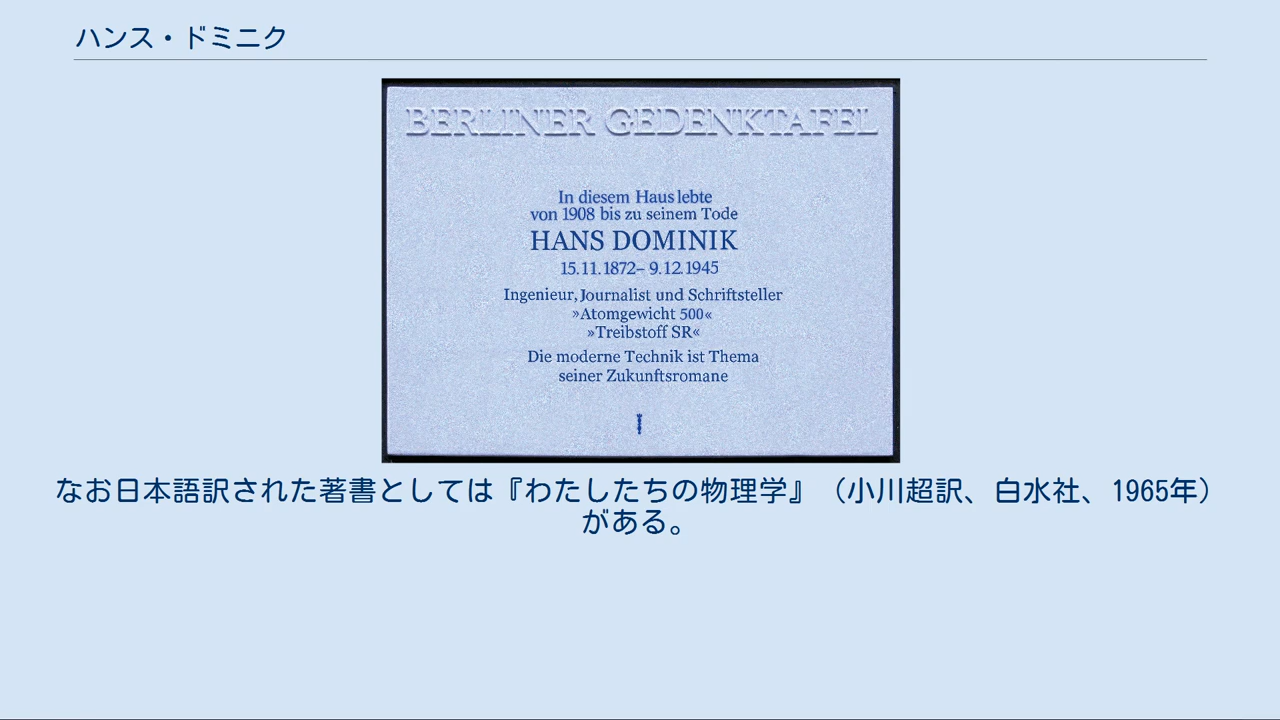 ハンス・ドミニク
BERLINER GEDENKTAFEL
In diesem Haus lebte
von 1908 bis zu seinem Tode
HANS DOMINIK
15.11.1872– 9.12.1945
Ingenieur, Journalist und Schriftsteller
»Atomgewicht 500«
»Treibstoff SR«
Die moderne Technik ist Thema
seiner Zukunftsromane
なお日本語訳された著書としては『わたしたちの物理学』（小川超訳、白水社、1965年）
がある。